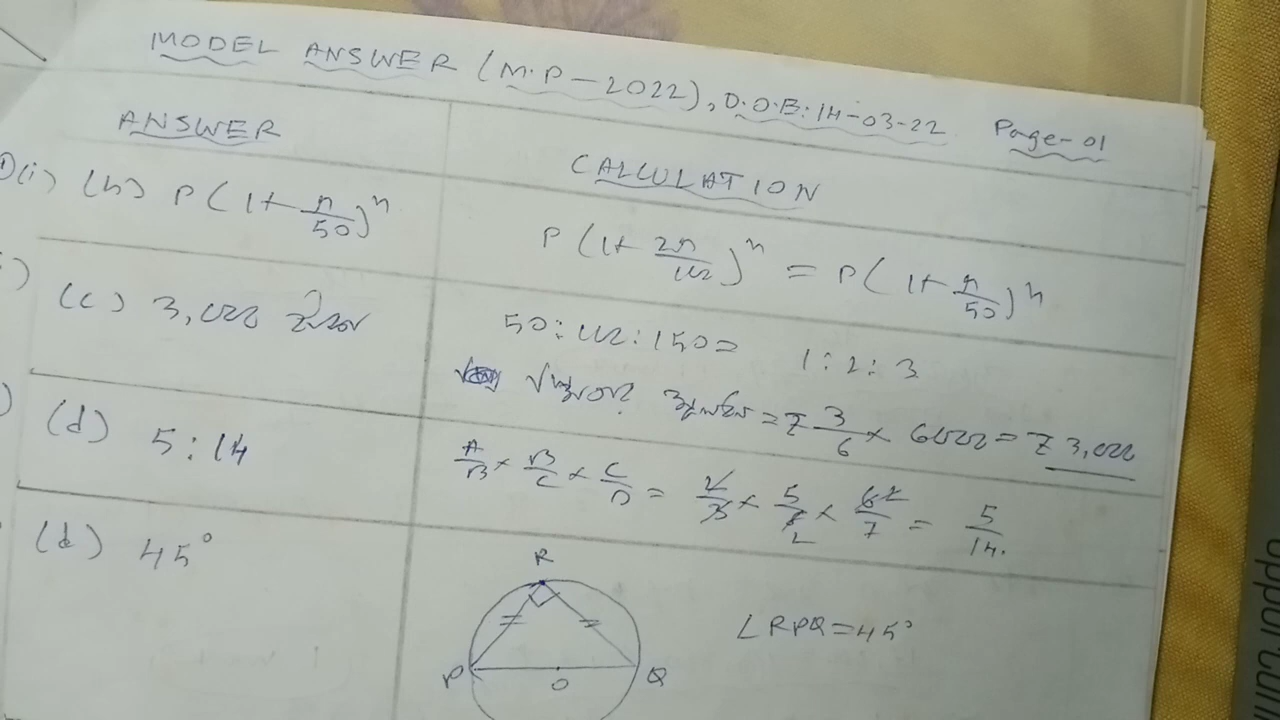 MODEL ANSWER (M.P-2022), D.O.B: 14-03-22 Page-01
ANSWER
CALCULATION
(i) (b) P(1+r/50)^n
P(1+2r/100)^n = P(1+r/50)^n
(c) 3,000 টাকা
50:100:150= 1:2:3
= ₹ 3/6 × 6000 = ₹ 3,000
(d) 5:14
A/B × B/C × C/D = 2/3 × 5/4 × 6/7 = 5/14.
(d) 45°
R
∠RPQ=45°
P O Q